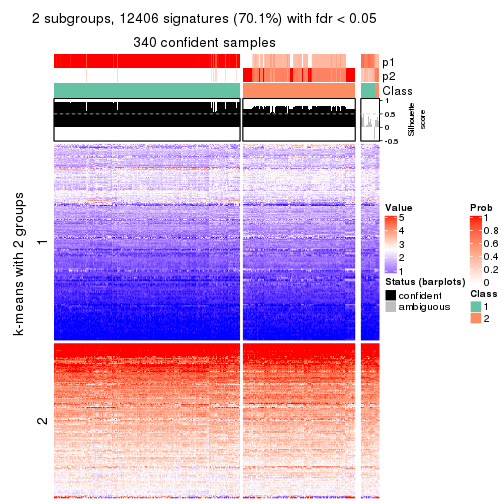 2 subgroups, 12406 signatures (70.1%) with fdr < 0.05
340 confident samples
p1
p2
Class
1
0.5
0
-0.5
Silhouette
score
k-means with 2 groups
1
2
Value
5
4
3
2
1
Status (barplots)
confident
ambiguous
Prob
1
0.8
0.6
0.4
0.2
0
Class
1
2